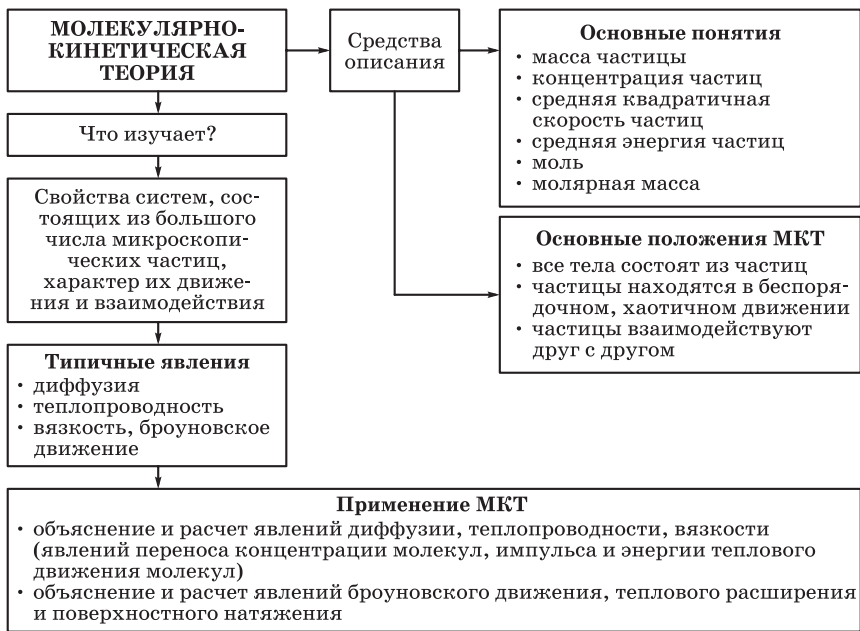 МОЛЕКУЛЯРНО-
КИНЕТИЧЕСКАЯ
ТЕОРИЯ
Средства
описания
Основные понятия
• масса частицы
• концентрация частиц
• средняя квадратичная
скорость частиц
• средняя энергия частиц
• моль
• молярная масса
Что изучает?
Свойства систем, сос-
тоящих из большого
числа микроскопи-
ческих частиц,
характер их движе-
ния и взаимодействия
Основные положения МКТ
• все тела состоят из частиц
• частицы находятся в беспоря-
дочном, хаотичном движении
• частицы взаимодействуют
друг с другом
Типичные явления
• диффузия
• теплопроводность
• вязкость, броуновское
движение
Применение МКТ
• объяснение и расчет явлений диффузии, теплопроводности, вязкости
(явлений переноса концентрации молекул, импульса и энергии теплового
движения молекул)
• объяснение и расчет явлений броуновского движения, теплового расширения
и поверхностного натяжения